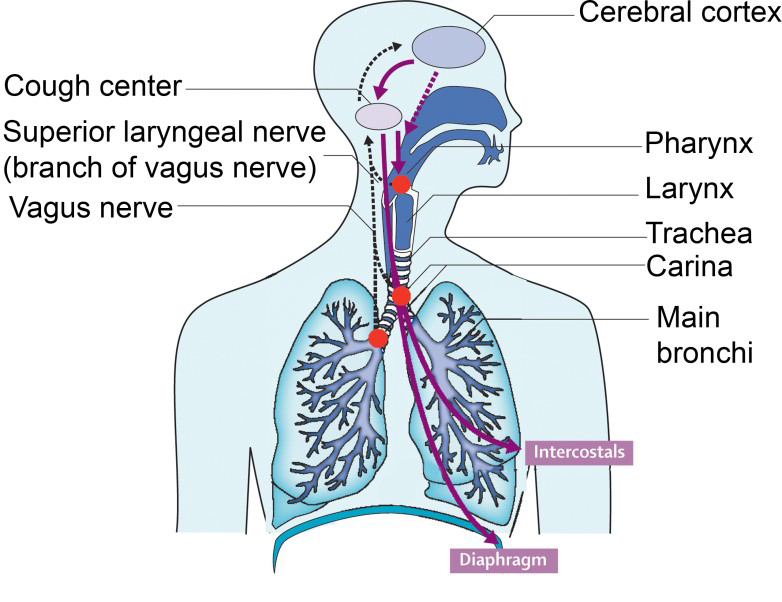 Cerebral cortex
Cough center
Superior laryngeal nerve
(branch of vagus nerve)
Vagus nerve
Pharynx
Larynx
Trachea
Carina
Main
bronchi
Intercostals
Diaphragm